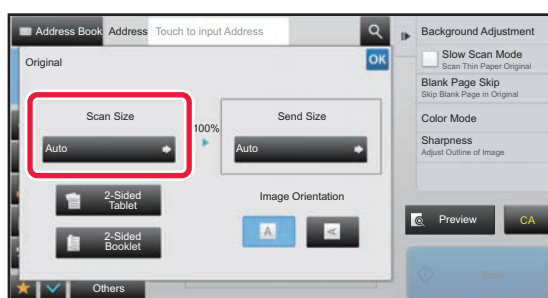 Address Book Address Touch to input Address
Original OK
Scan Size
Auto
100%
Send Size
Auto
2-Sided
Tablet
2-Sided
Booklet
Image Orientation
A
A
Others
Background Adjustment
Slow Scan Mode
Scan Thin Paper Original
Blank Page Skip
Skip Blank Page in Original
Color Mode
Sharpness
Adjust Outline of Image
Preview
CA
Start